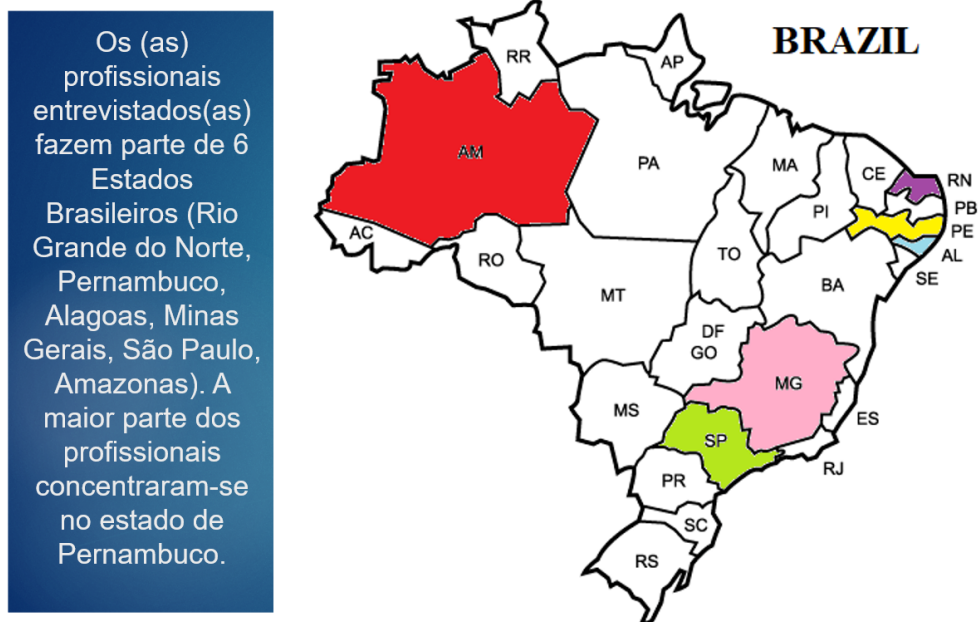 Os (as)
profissionais
entrevistados(as)
fazem parte de 6
Estados
Brasileiros (Rio
Grande do Norte,
Pernambuco,
Alagoas, Minas
Gerais, São Paulo,
Amazonas). A
maior parte dos
profissionais
concentraram-se
no estado de
Pernambuco.
BRAZIL
RR
AP
AM
PA
MA
CE
RN
PB
PE
AL
SE
PI
AC
RO
TO
BA
MT
DF
GO
MG
MS
ES
SP
RJ
PR
SC
RS